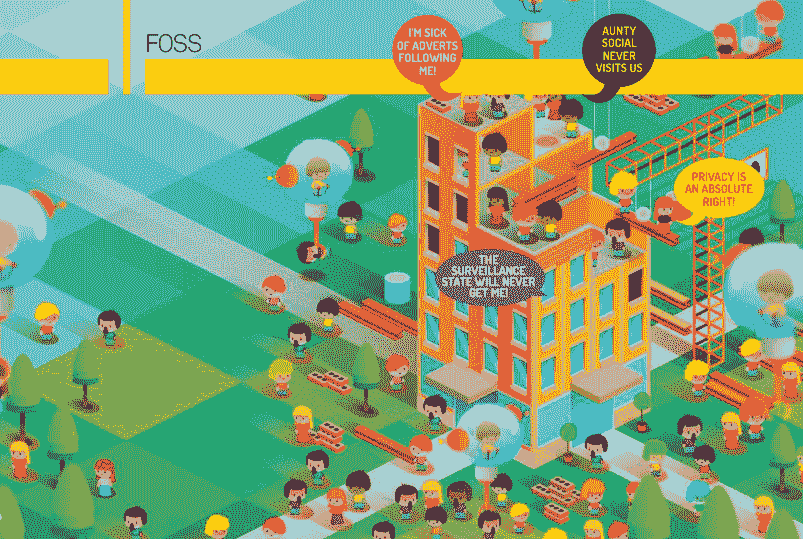 FOSS
I'M SICK
OF ADVERTS
FOLLOWING
ME!
AUNTY
SOCIAL
NEVER
VISITS US
PRIVACY IS
AN ABSOLUTE
RIGHT!
THE
SURVEILLANCE
STATE WILL NEVER
GET ME!